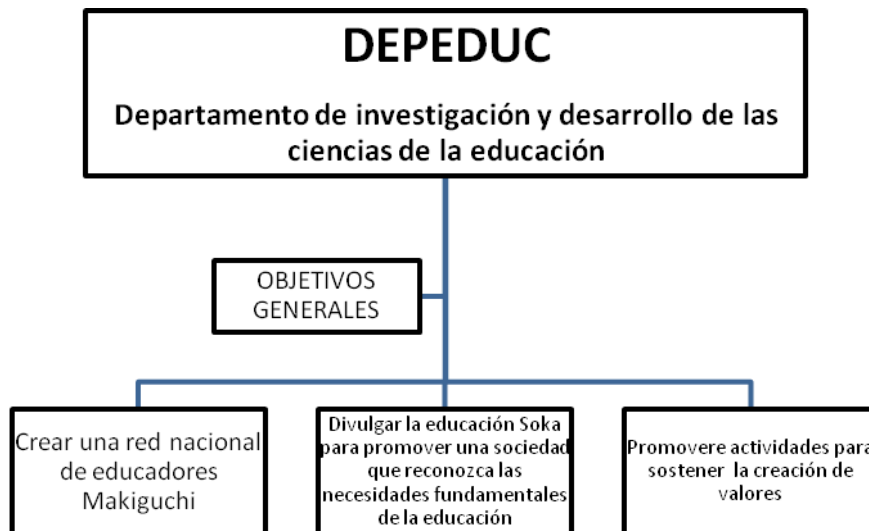 DEPEDUC
Departamento de investigación y desarrollo de las
ciencias de la educación
OBJETIVOS
GENERALES
Crear una red nacional
de educadores
Makiguchi
Divulgar la educación Soka
para promover una sociedad
que reconozca las
necesidades fundamentales
de la educación
Promovere actividades para
sostener la creación de
valores